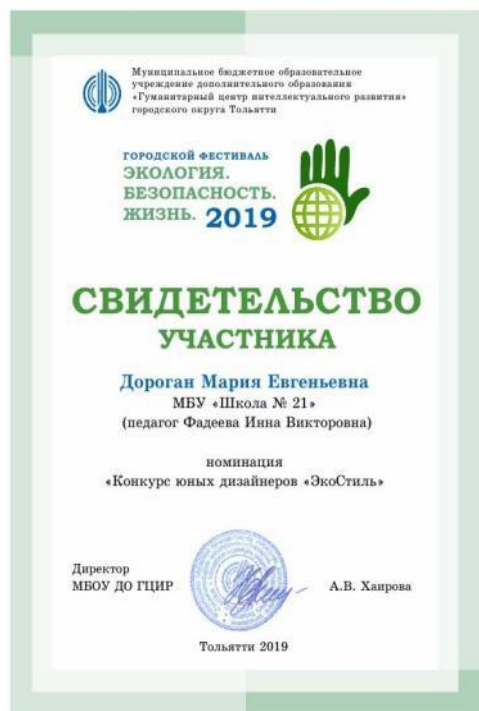 Муниципальное бюджетное образовательное
учреждение дополнительного образования
«Гуманитарный центр интеллектуального развития»
городского округа Тольятти
ГОРОДСКОЙ ФЕСТИВАЛЬ
ЭКОЛОГИЯ.
БЕЗОПАСНОСТЬ.
ЖИЗНЬ. 2019
СВИДЕТЕЛЬСТВО
УЧАСТНИКА
Дороган Мария Евгеньевна
МБУ «Школа № 21»
(педагог Фадеева Инна Викторовна)
номинация
«Конкурс юных дизайнеров «ЭкоСтиль»
Директор
МБОУ ДО ГЦИР
А.В. Хаирова
Тольятти 2019